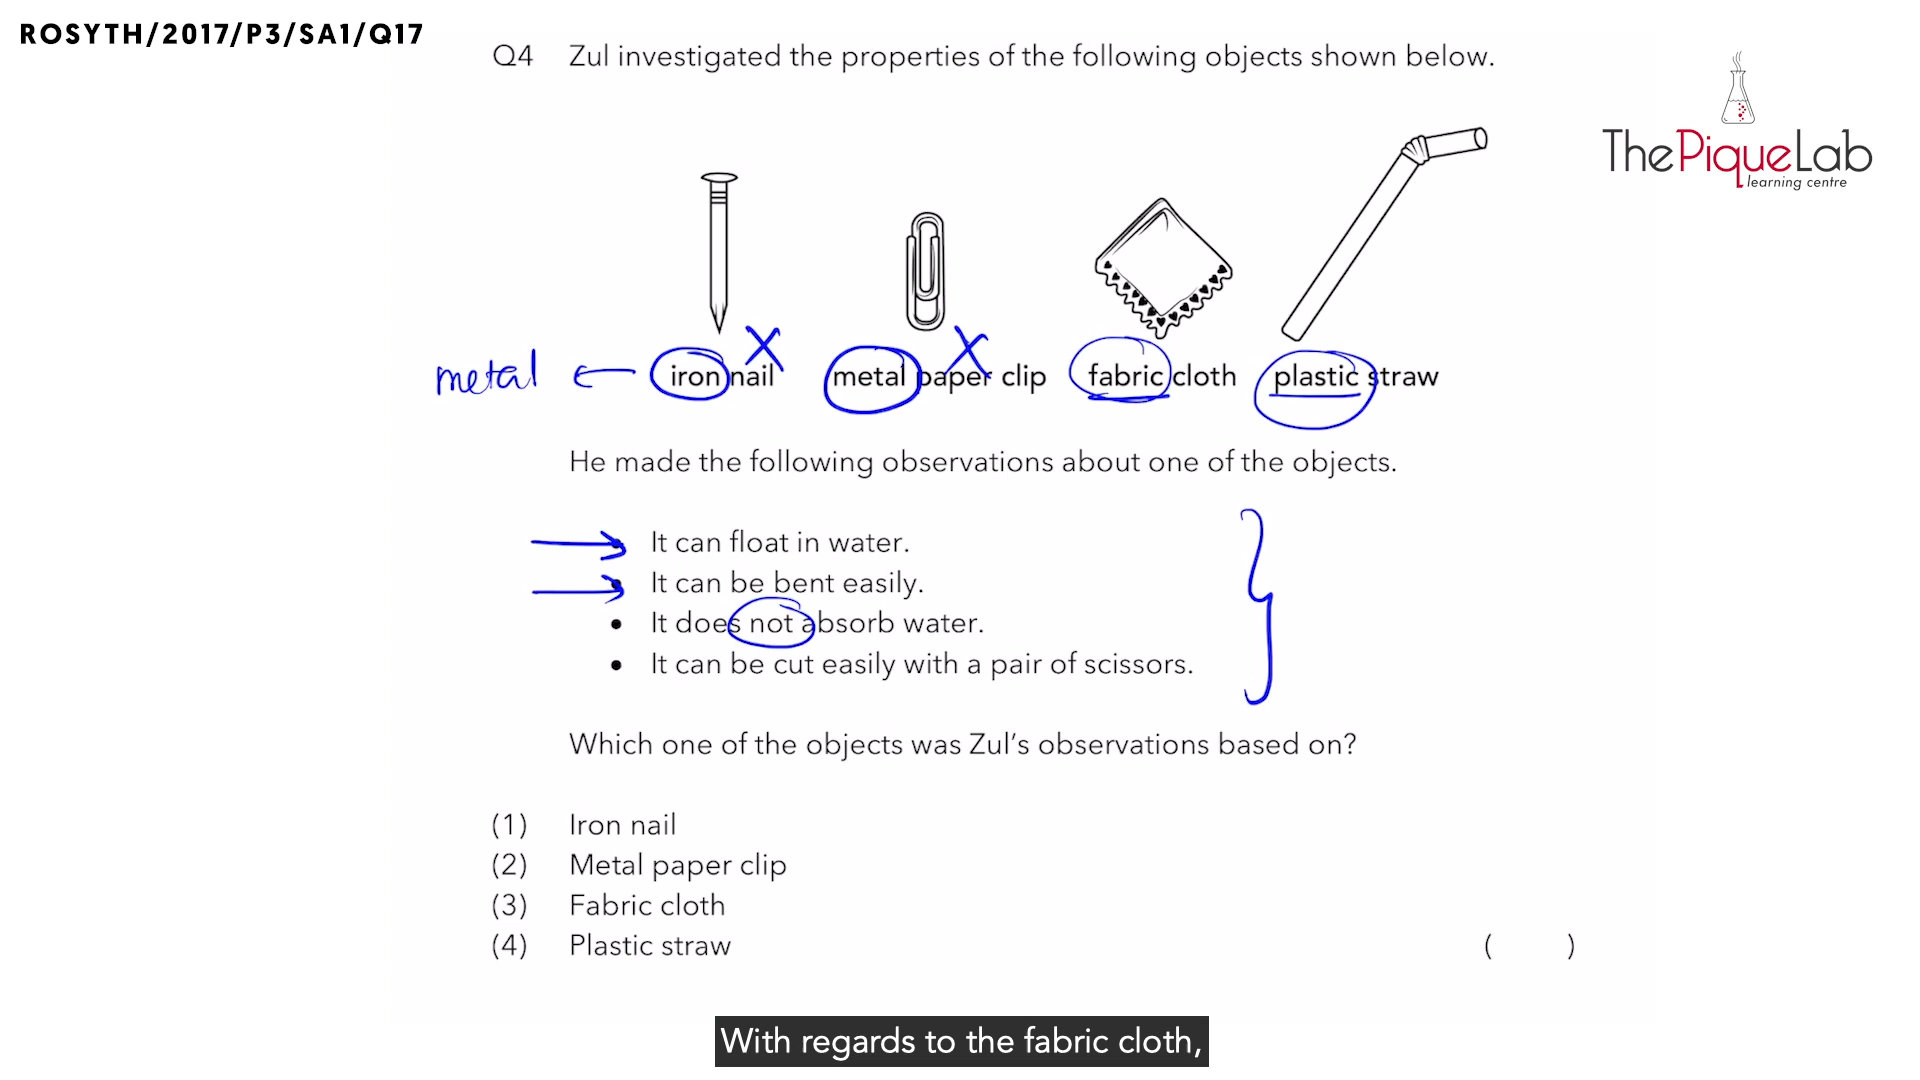 ROSYTH/2017/P3/SA1/Q17
Q4 Zul investigated the properties of the following objects shown below.
ThePiqueLab
learning centre
metal ← iron nail metal paper clip fabric cloth plastic straw
He made the following observations about one of the objects.
• It can float in water.
• It can be bent easily.
• It does not absorb water.
• It can be cut easily with a pair of scissors.
Which one of the objects was Zul's observations based on?
(1) Iron nail
(2) Metal paper clip
(3) Fabric cloth
(4) Plastic straw ( )
With regards to the fabric cloth,